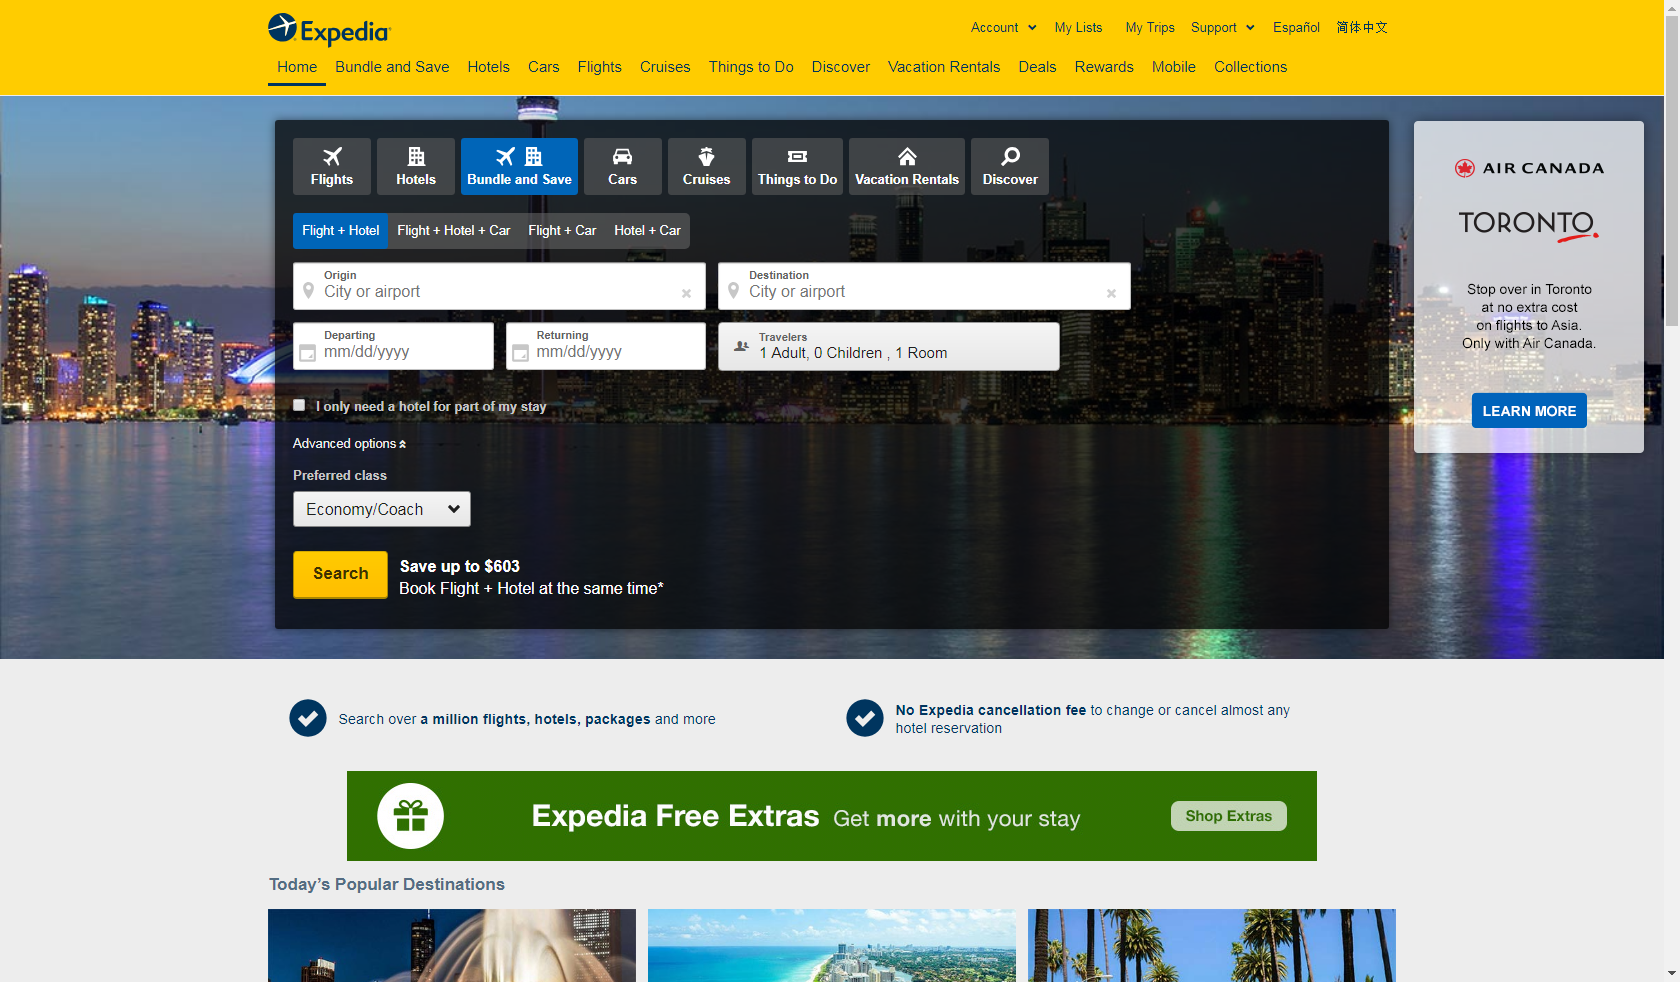 Expedia
Account
My Lists
My Trips
Support
Español
简体中文
Home
Bundle and Save
Hotels
Cars
Flights
Cruises
Things to Do
Discover
Vacation Rentals
Deals
Rewards
Mobile
Collections
Flights
Hotels
Bundle and Save
Cars
Cruises
Things to Do
Vacation Rentals
Discover
Flight + Hotel
Flight + Hotel + Car
Flight + Car
Hotel + Car
Origin
City or airport
Destination
City or airport
Departing
mm/dd/yyyy
Returning
mm/dd/yyyy
Travelers
1 Adult, 0 Children , 1 Room
I only need a hotel for part of my stay
Advanced options
Preferred class
Economy/Coach
Search
Save up to $603
Book Flight + Hotel at the same time*
AIR CANADA
TORONTO
Stop over in Toronto
at no extra cost
on flights to Asia.
Only with Air Canada.
LEARN MORE
Search over a million flights, hotels, packages and more
No Expedia cancellation fee to change or cancel almost any
hotel reservation
Expedia Free Extras Get more with your stay
Shop Extras
Today’s Popular Destinations